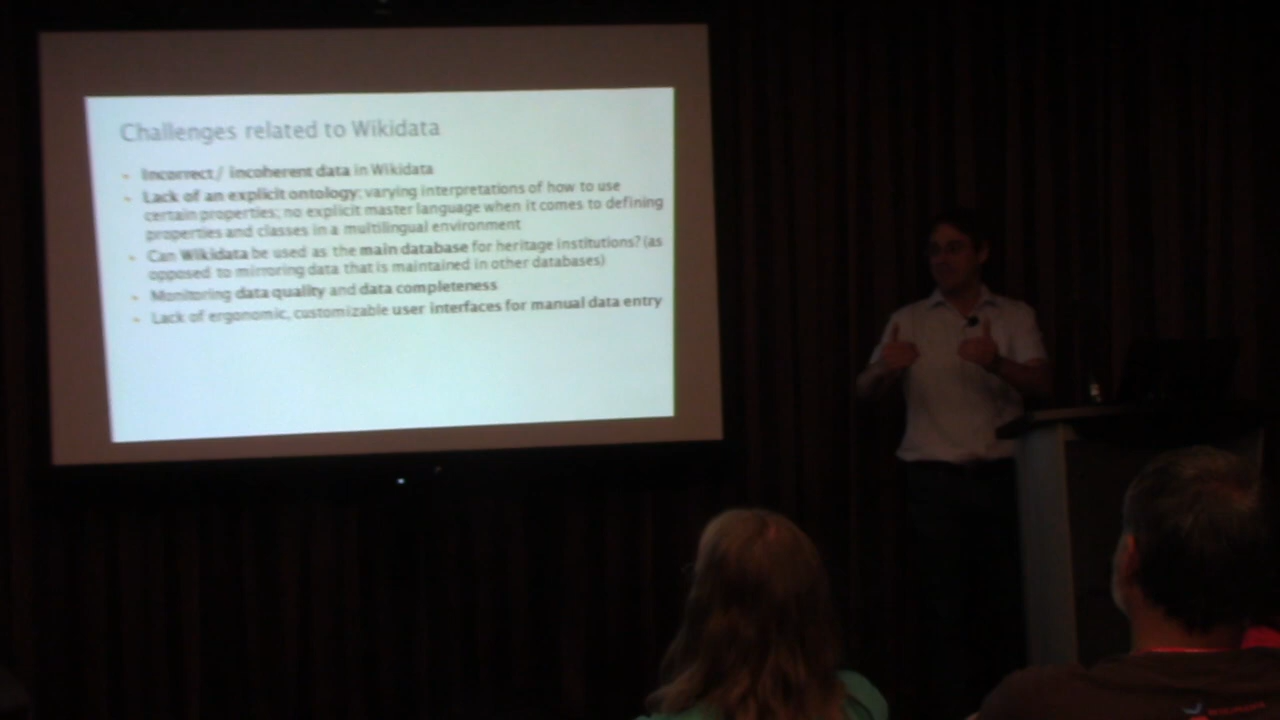 Challenges related to Wikidata
Incorrect / incoherent data in Wikidata
Lack of an explicit ontology: varying interpretations of how to use
certain properties; no explicit master language when it comes to defining
properties and classes in a multilingual environment
Can Wikidata be used as the main database for heritage institutions? (as
opposed to mirroring data that is maintained in other databases)
Monitoring data quality and data completeness
Lack of ergonomic, customizable user interfaces for manual data entry